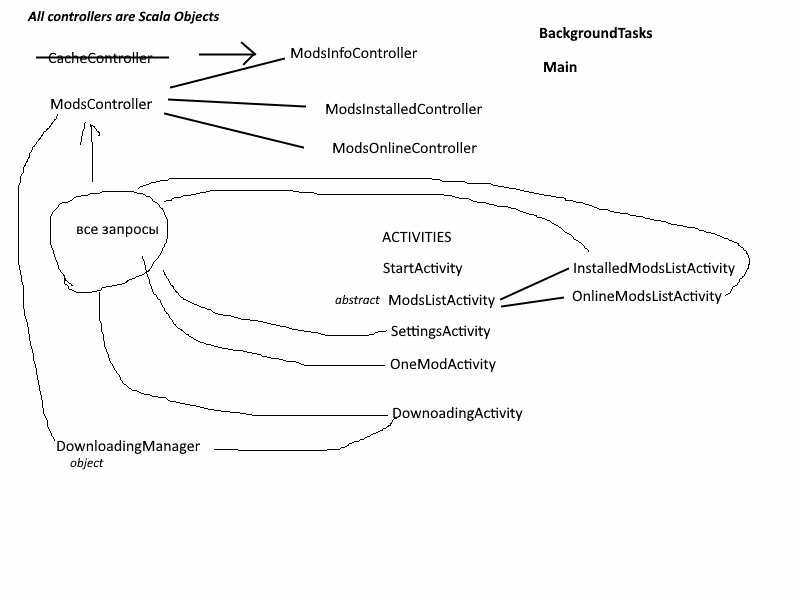 All controllers are Scala Objects
BackgroundTasks
CacheController
ModsInfoController
Main
ModsController
ModsInstalledController
ModsOnlineController
все запросы
ACTIVITIES
StartActivity
InstalledModsListActivity
abstract ModsListActivity
OnlineModsListActivity
SettingsActivity
OneModActivity
DownoadingActivity
DownloadingManager
object